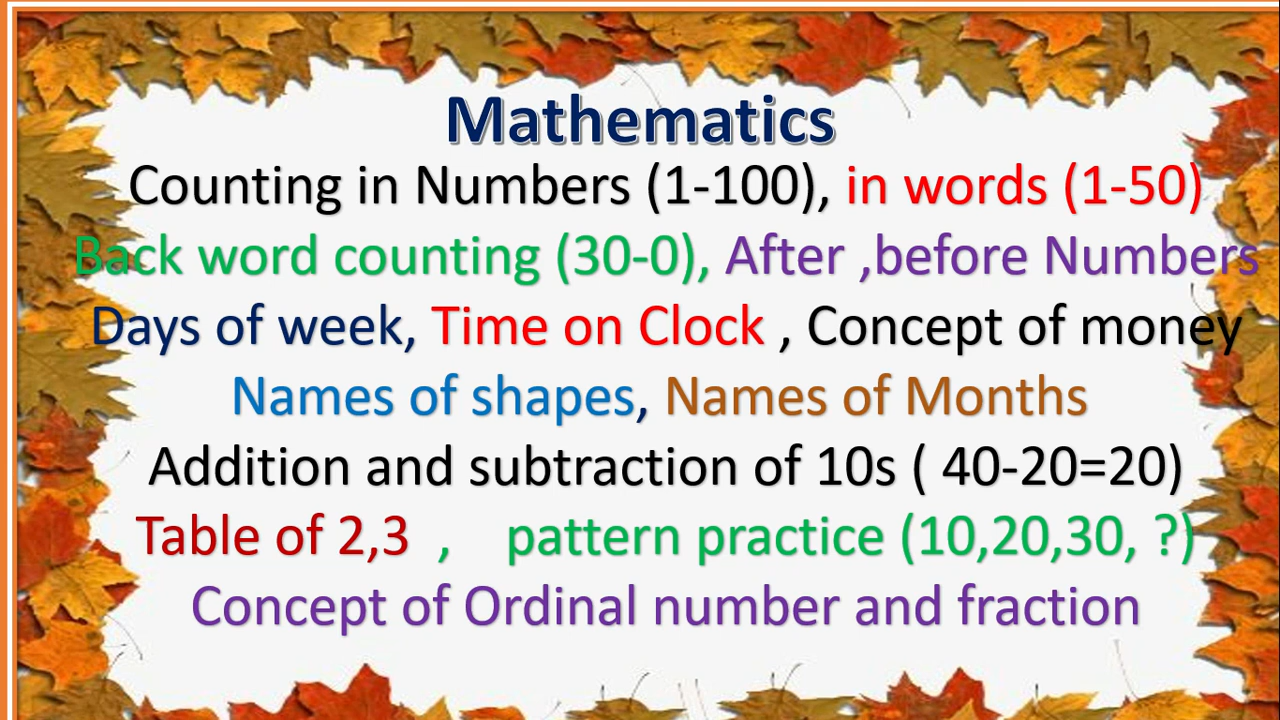 Mathematics
Counting in Numbers (1-100), in words (1-50)
Back word counting (30-0), After ,before Numbers
Days of week, Time on Clock , Concept of money
Names of shapes, Names of Months
Addition and subtraction of 10s ( 40-20=20)
Table of 2,3 , pattern practice (10,20,30, ?)
Concept of Ordinal number and fraction